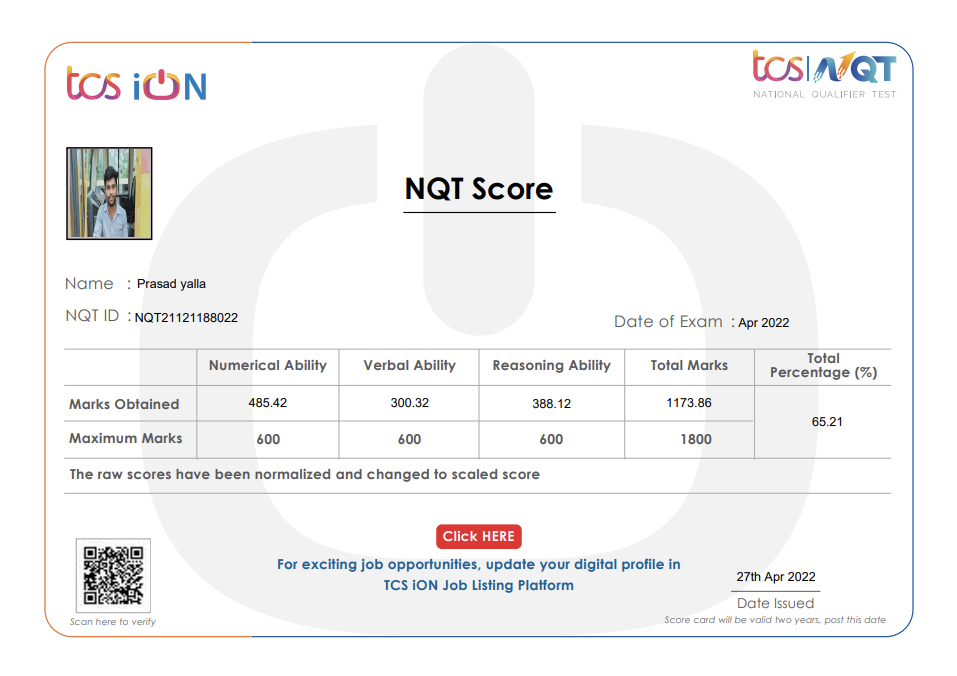 tcs iON
tcs NQT
NATIONAL QUALIFIER TEST
NQT Score
Name : Prasad yalla
NQT ID : NQT21121188022
Date of Exam : Apr 2022
Numerical Ability Verbal Ability Reasoning Ability Total Marks Total Percentage (%)
Marks Obtained 485.42 300.32 388.12 1173.86 65.21
Maximum Marks 600 600 600 1800
The raw scores have been normalized and changed to scaled score
Click HERE
For exciting job opportunities, update your digital profile in
TCS iON Job Listing Platform
27th Apr 2022
Date Issued
Scan here to verify
Score card will be valid two years, post this date